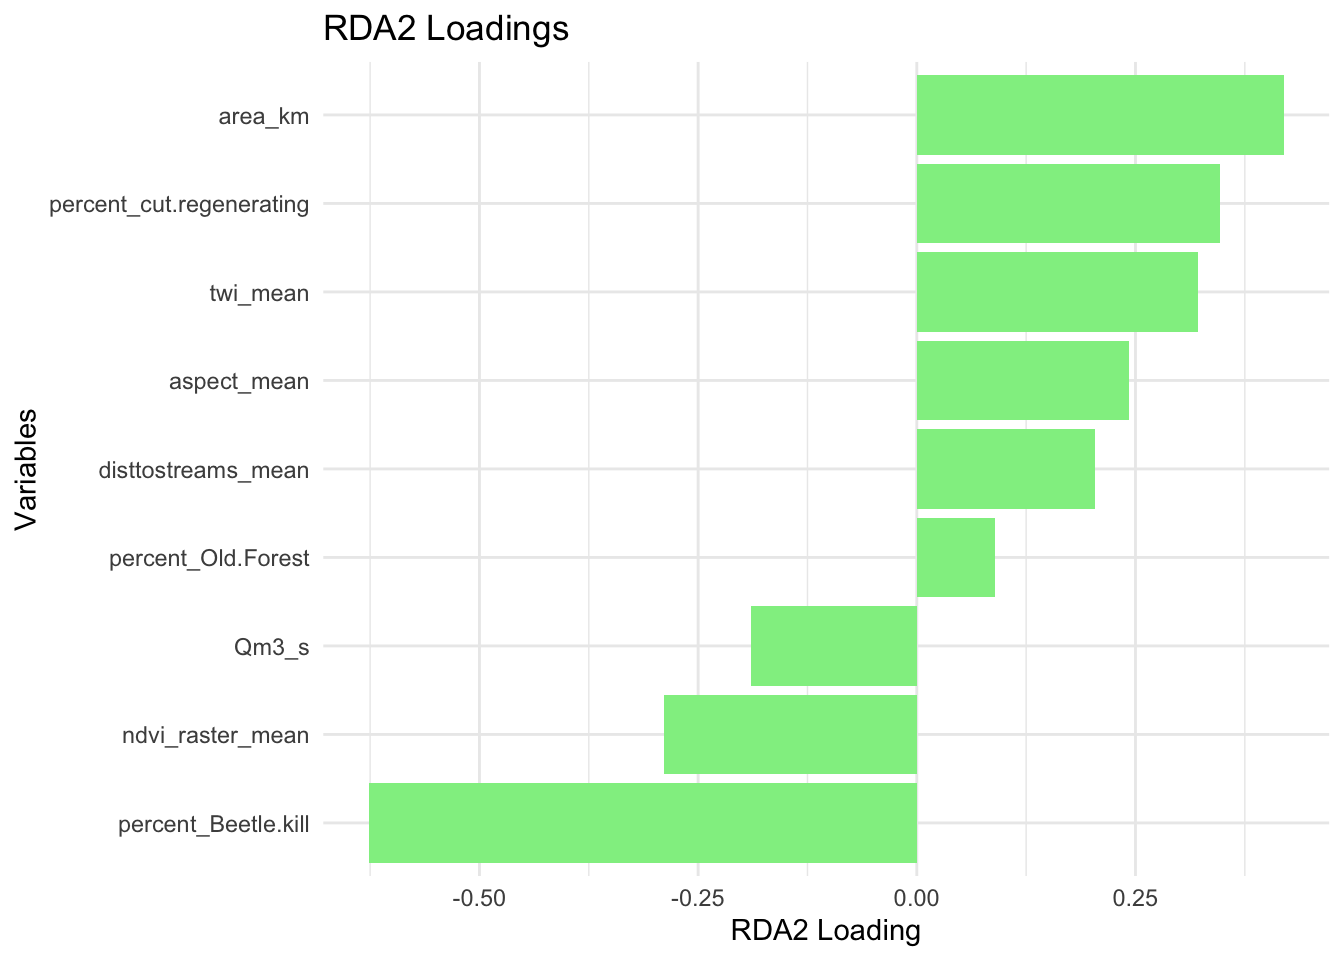 RDA2 Loadings
area_km
percent_cut.regenerating
twi_mean
aspect_mean
disttostreams_mean
percent_Old.Forest
Qm3_s
ndvi_raster_mean
percent_Beetle.kill
Variables
-0.50
-0.25
0.00
0.25
RDA2 Loading